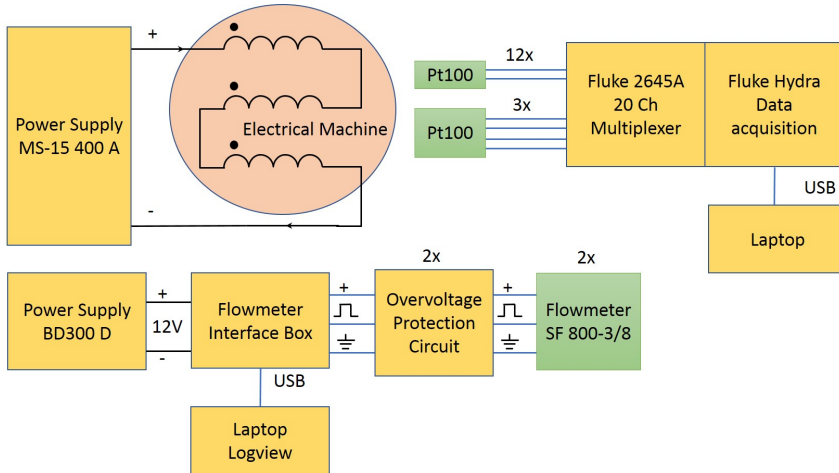 +
Power Supply
MS-15 400 A
-
Electrical Machine
Pt100
12x
Pt100
3x
Fluke 2645A
20 Ch
Multiplexer
Fluke Hydra
Data
acquisition
USB
Laptop
Power Supply
BD300 D
+
12V
-
Flowmeter
Interface Box
USB
Laptop
Logview
+
2x
Overvoltage
Protection
Circuit
+
2x
Flowmeter
SF 800-3/8